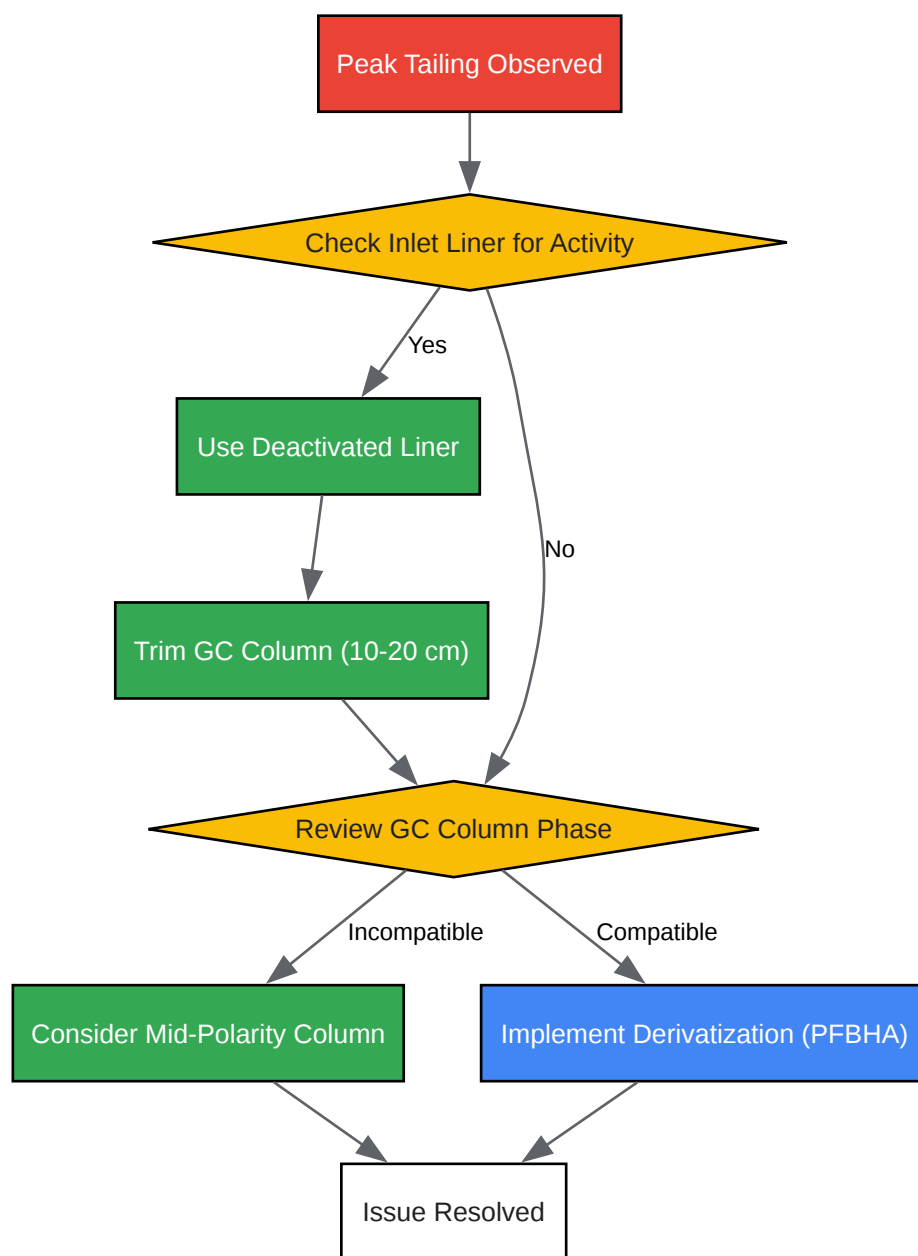 Peak Tailing Observed
Check Inlet Liner for Activity
Yes
Use Deactivated Liner
No
Trim GC Column (10-20 cm)
Review GC Column Phase
Incompatible
Compatible
Consider Mid-Polarity Column
Implement Derivatization (PFBHA)
Issue Resolved